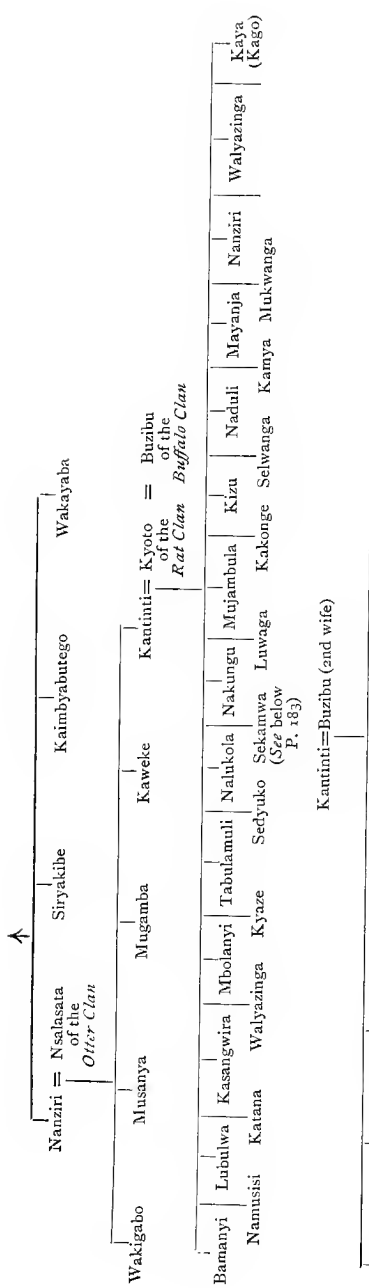 Nanziri = Nsalasata of the Otter Clan
Siryakibe
Kaimbyabutego
Wakayaba
Wakigabo
Musanya
Mugamba
Kaweke
Kantinti = Kyoto of the Rat Clan = Buzibu of the Buffalo Clan
Bamanyi
Lubulwa
Kasangwira
Mbolanyi
Tabulamuli
Nalukola
Nakungu
Mujambula
Kizu
Naduli
Mayanja
Nanziri
Walyazinga
Kaya
(Kago)
Namusisi
Katana
Walyazinga
Kyaze
Sedyuko
Sekamwa
(See below
P. 183)
Luwaga
Kakonge
Selwanga
Kamya
Mukwanga
Kantinti=Buzibu (2nd wife)